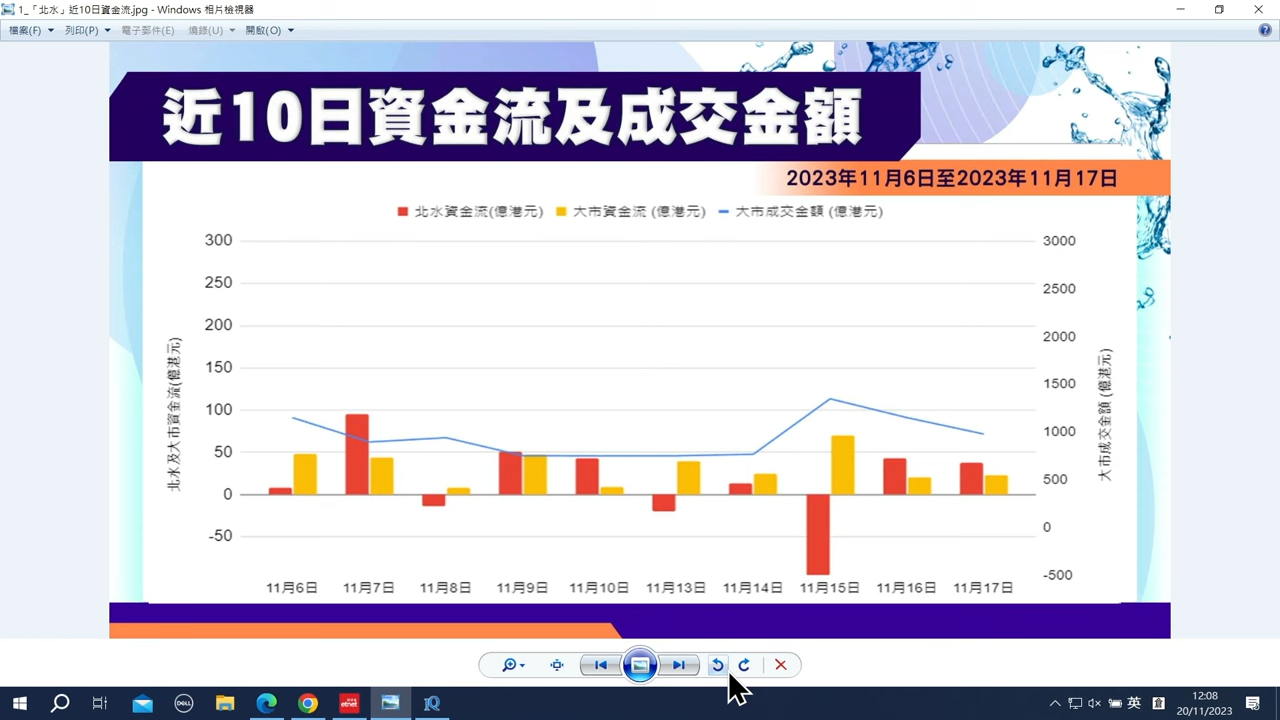 1_「北水」近10日資金流.jpg - Windows 相片檢視器
檔案(F) 列印(P) 電子郵件(E) 燒錄(U) 開啟(O)
近10日資金流及成交金額
2023年11月6日至2023年11月17日
北水資金流(億港元) 大市資金流 (億港元) 大市成交金額 (億港元)
300 3000
250 2500
200 2000
150 1500
100 1000
50 500
0 0
-50 -500
北水及大市資金流(億港元)
大市成交金額 (億港元)
11月6日 11月7日 11月8日 11月9日 11月10日 11月13日 11月14日 11月15日 11月16日 11月17日
DELL etnet IQ 英 倉 12:08
20/11/2023